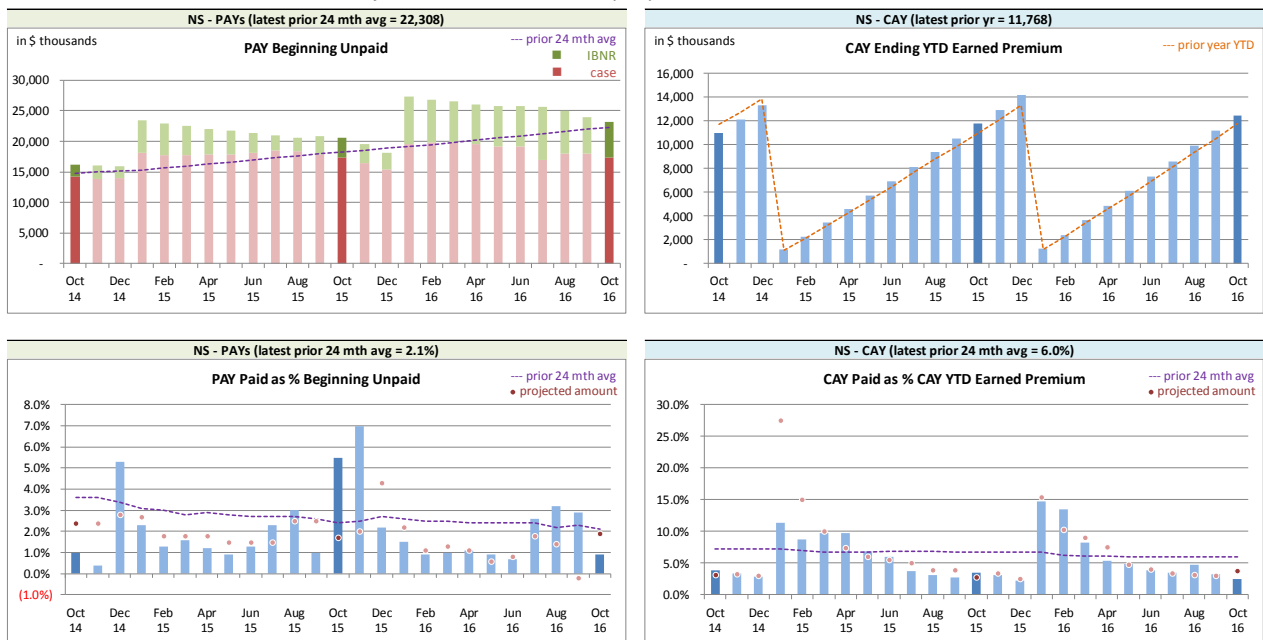 NS - PAYs (latest prior 24 mth avg = 22,308)
in $ thousands
PAY Beginning Unpaid
--- prior 24 mth avg
IBNR
case
30,000
25,000
20,000
15,000
10,000
5,000
-
Oct Dec Feb Apr Jun Aug Oct Dec Feb Apr Jun Aug Oct
14 14 15 15 15 15 15 15 16 16 16 16 16
NS - CAY (latest prior yr = 11,768)
in $ thousands
CAY Ending YTD Earned Premium
--- prior year YTD
16,000
14,000
12,000
10,000
8,000
6,000
4,000
2,000
-
Oct Dec Feb Apr Jun Aug Oct Dec Feb Apr Jun Aug Oct
14 14 15 15 15 15 15 15 16 16 16 16 16
NS - PAYs (latest prior 24 mth avg = 2.1%)
PAY Paid as % Beginning Unpaid
--- prior 24 mth avg
• projected amount
8.0%
7.0%
6.0%
5.0%
4.0%
3.0%
2.0%
1.0%
0.0%
(1.0%)
Oct Dec Feb Apr Jun Aug Oct Dec Feb Apr Jun Aug Oct
14 14 15 15 15 15 15 15 16 16 16 16 16
NS - CAY (latest prior 24 mth avg = 6.0%)
CAY Paid as % CAY YTD Earned Premium
--- prior 24 mth avg
• projected amount
30.0%
25.0%
20.0%
15.0%
10.0%
5.0%
0.0%
Oct Dec Feb Apr Jun Aug Oct Dec Feb Apr Jun Aug Oct
14 14 15 15 15 15 15 15 16 16 16 16 16